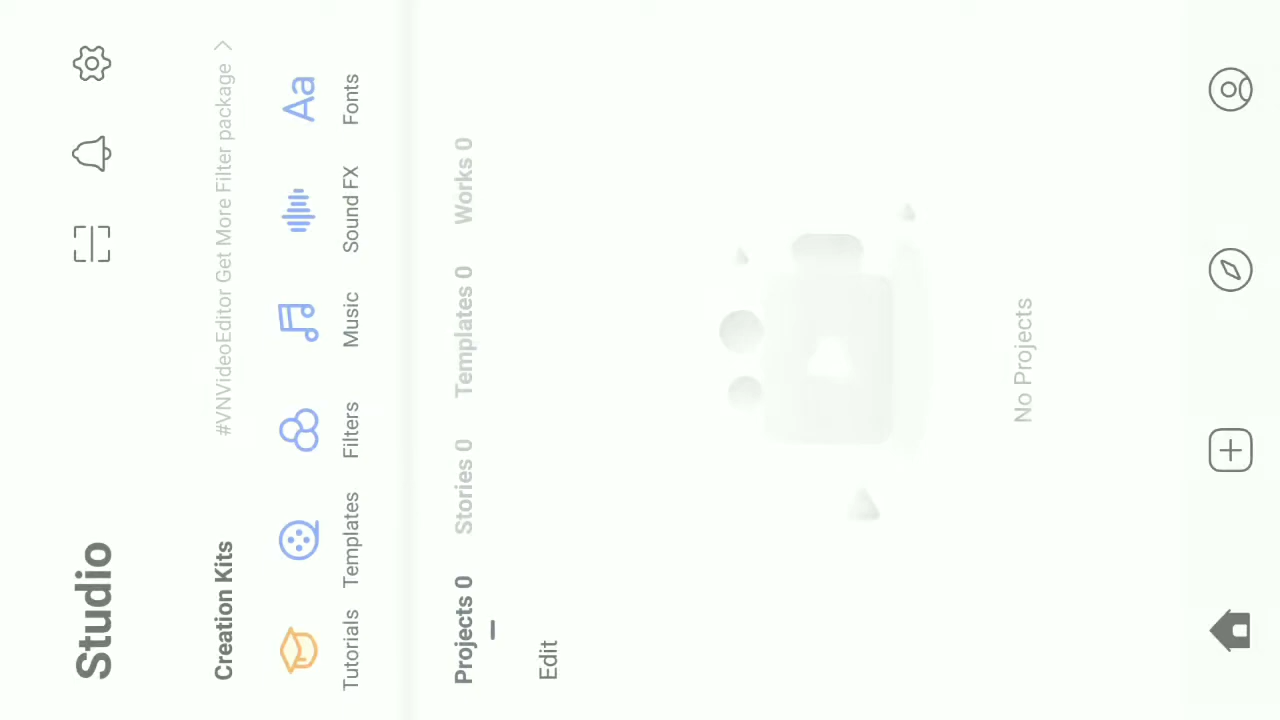 Studio
Creation Kits #VNVideoEditor Get More Filter package
Tutorials Templates Filters Music Sound FX Fonts
Projects 0 Stories 0 Templates 0 Works 0
Edit
No Projects